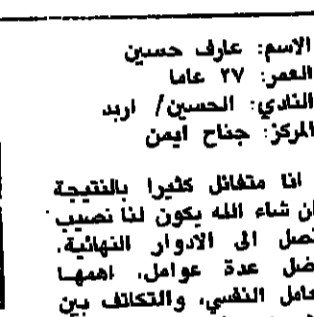 الاسم: عارف حسين
العمر: ٢٧ عاما
النادي: الحسين/ اربد
المركز: جناح ايمن
انا متفائل كثيرا بالنتيجة
ان شاء الله يكون لنا نصيب
الى الادوار النهائية.
عدة عوامل، اهمها
النفسي، والتكاتف بين